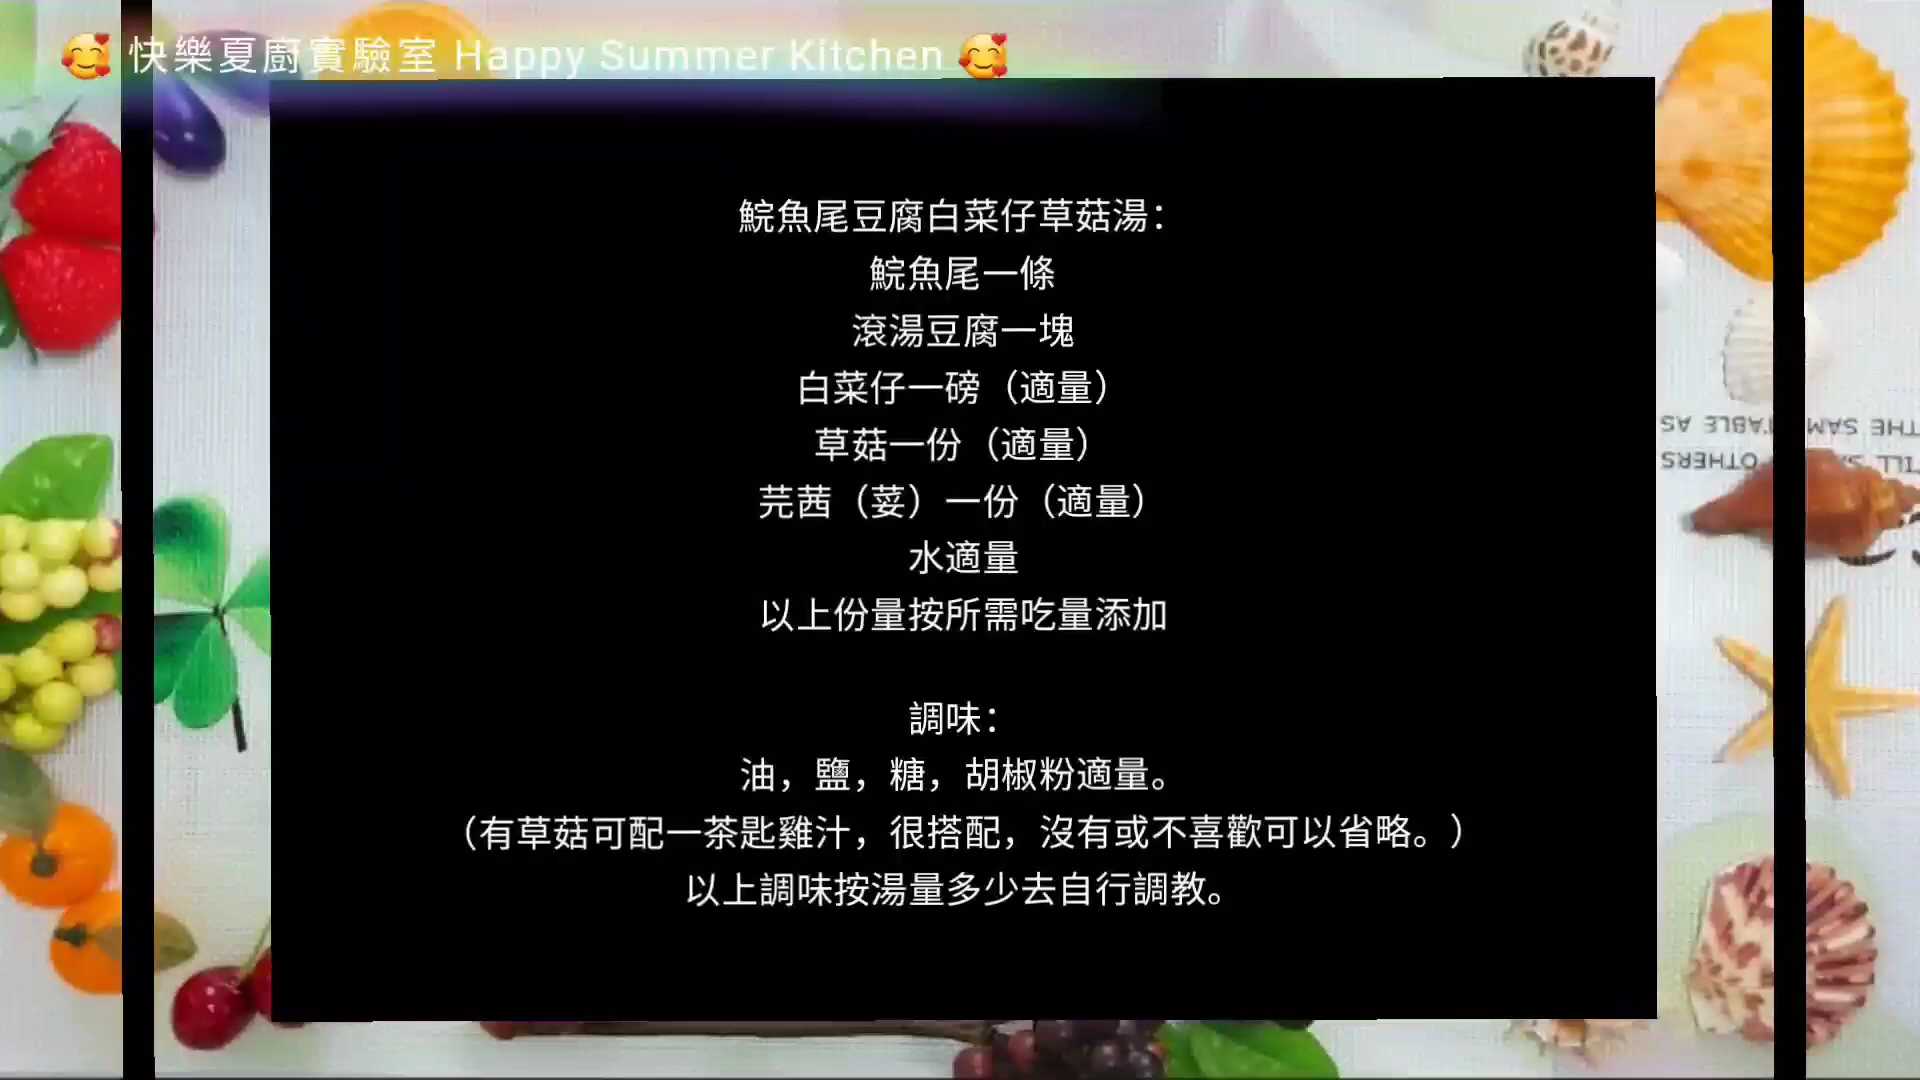 🥰 快樂夏廚實驗室 Happy Summer Kitchen 🥰
鯇魚尾豆腐白菜仔草菇湯：
鯇魚尾一條
滾湯豆腐一塊
白菜仔一磅（適量）
草菇一份（適量）
芫茜（荽）一份（適量）
水適量
以上份量按所需吃量添加
調味：
油，鹽，糖，胡椒粉適量。
（有草菇可配一茶匙雞汁，很搭配，沒有或不喜歡可以省略。）
以上調味按湯量多少去自行調教。